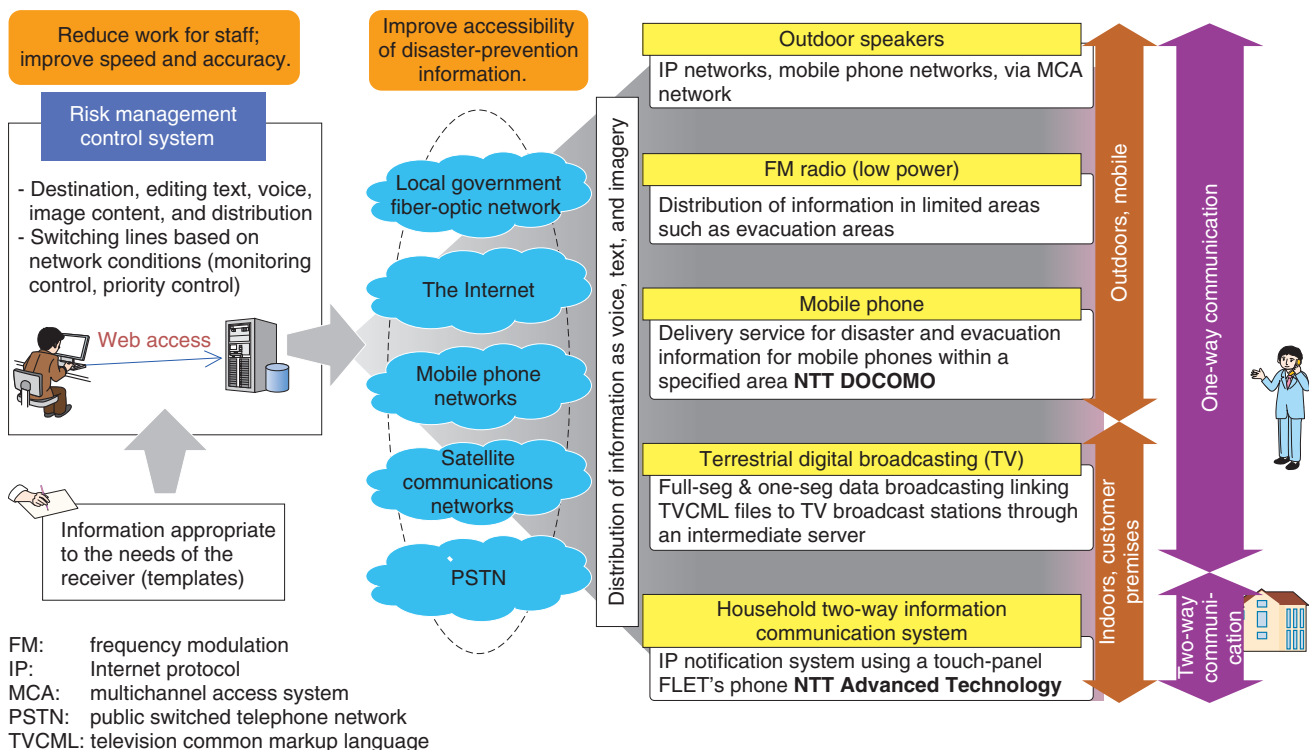 Reduce work for staff;
improve speed and accuracy.
Risk management
control system
- Destination, editing text, voice,
image content, and distribution
- Switching lines based on
network conditions (monitoring
control, priority control)
Web access
Information appropriate
to the needs of the
receiver (templates)
FM: frequency modulation
IP: Internet protocol
MCA: multichannel access system
PSTN: public switched telephone network
TVCML: television common markup language
Improve accessibility
of disaster-prevention
information.
Local government
fiber-optic network
The Internet
Mobile phone
networks
Satellite
communications
networks
PSTN
Distribution of information as voice, text, and imagery
Outdoor speakers
IP networks, mobile phone networks, via MCA
network
FM radio (low power)
Distribution of information in limited areas
such as evacuation areas
Mobile phone
Delivery service for disaster and evacuation
information for mobile phones within a
specified area NTT DOCOMO
Terrestrial digital broadcasting (TV)
Full-seg & one-seg data broadcasting linking
TVCML files to TV broadcast stations through
an intermediate server
Household two-way information
communication system
IP notification system using a touch-panel
FLET's phone NTT Advanced Technology
Outdoors, mobile
Indoors, customer
premises
One-way communication
Two-way
communi-
cation